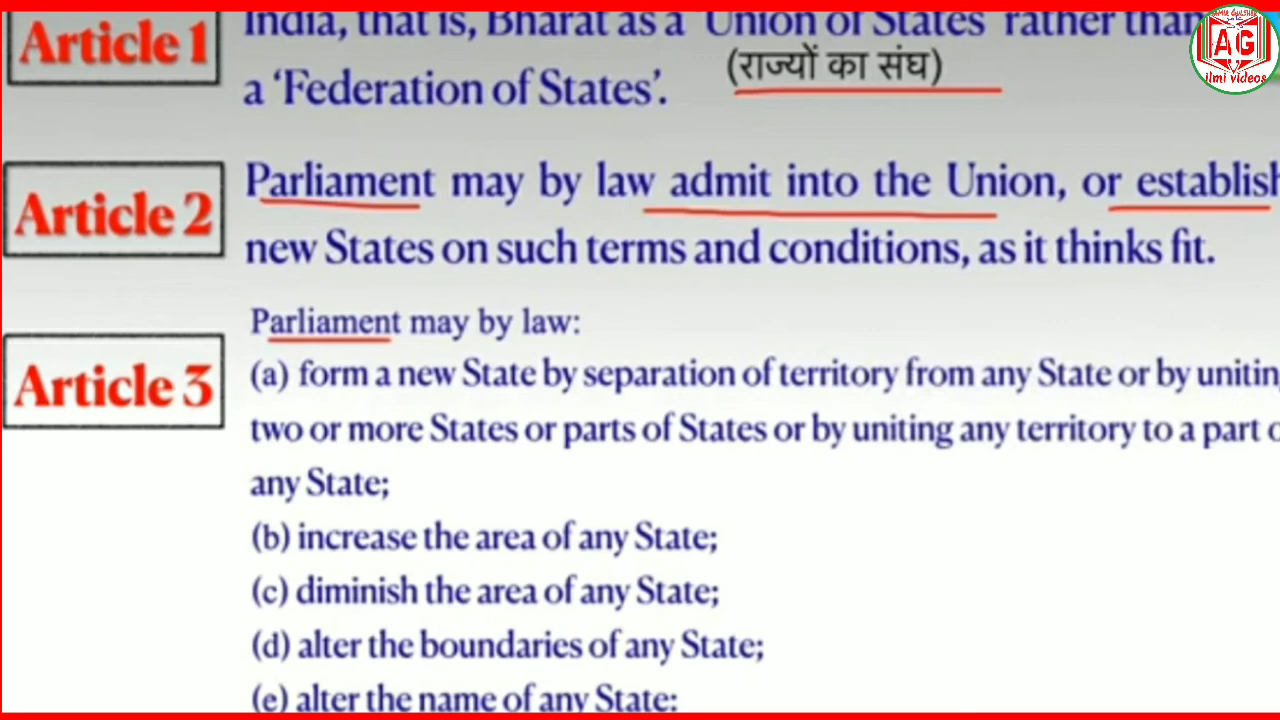 Article 1
India, that is, Bharat as a 'Union of States' rather than
a 'Federation of States'.
(राज्यों का संघ)
AG
ilmi videos
Article 2
Parliament may by law admit into the Union, or establish
new States on such terms and conditions, as it thinks fit.
Article 3
Parliament may by law:
(a) form a new State by separation of territory from any State or by unitin
two or more States or parts of States or by uniting any territory to a part o
any State;
(b) increase the area of any State;
(c) diminish the area of any State;
(d) alter the boundaries of any State;
(e) alter the name of any State;